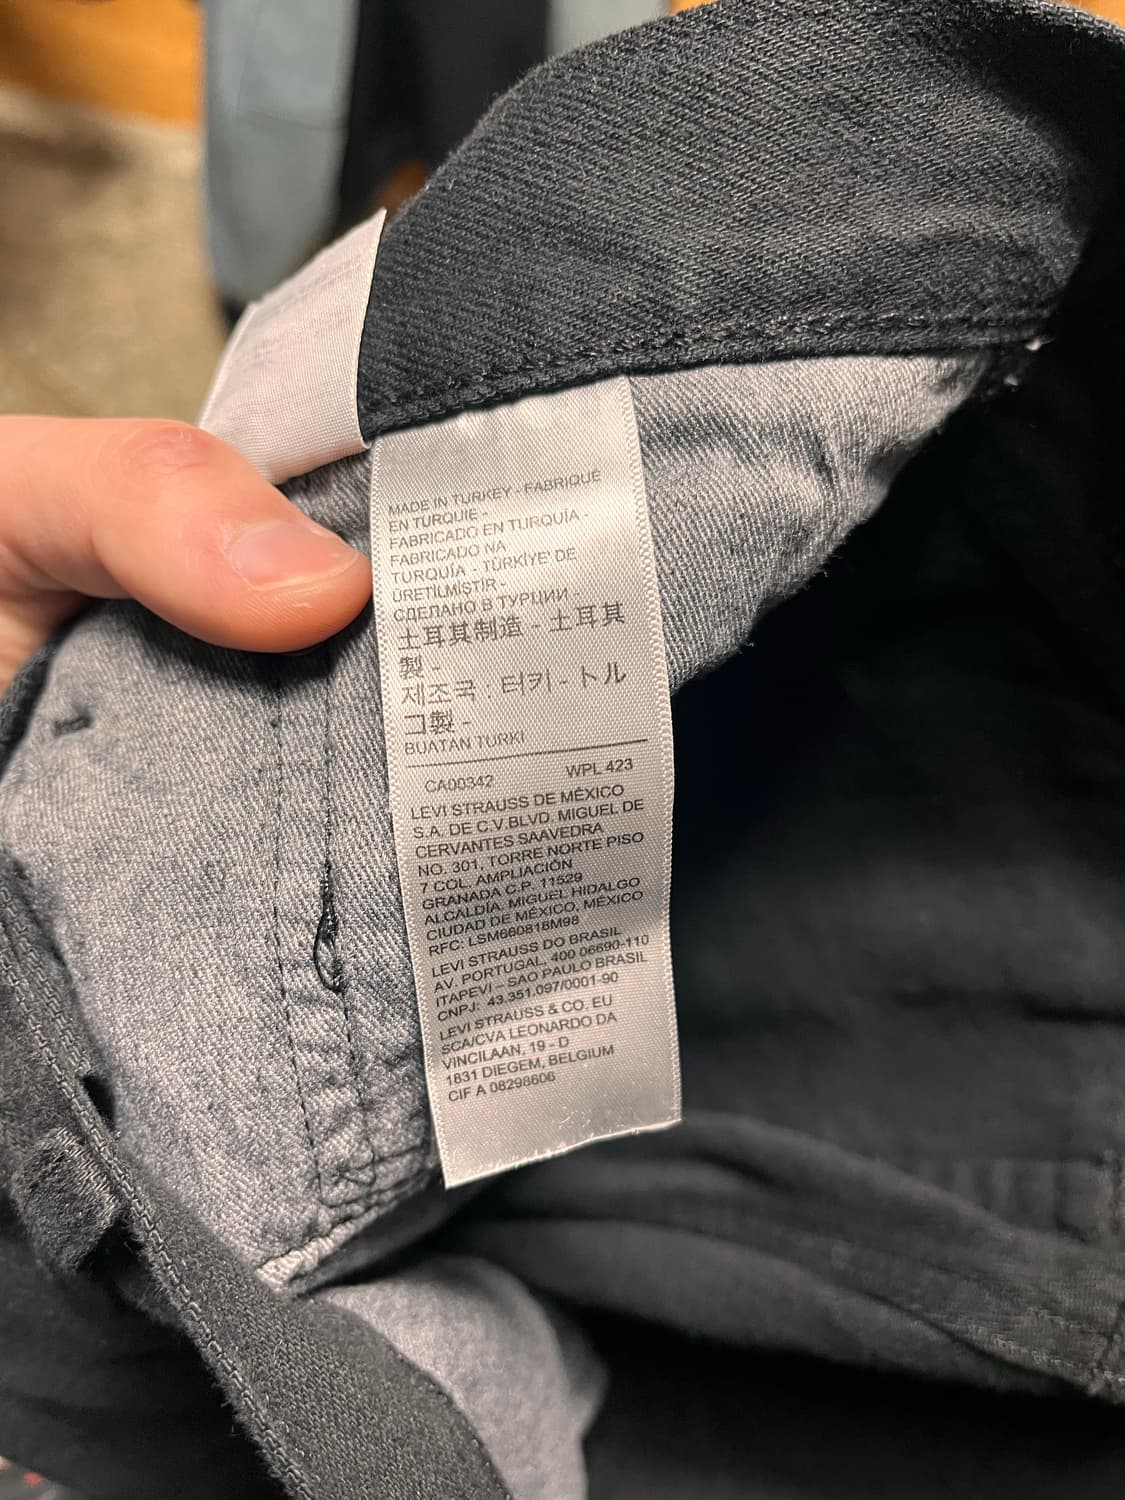 MADE IN TURKEY - FABRIQUÉ
EN TURQUIE -
FABRICADO EN TURQUÍA -
FABRICADO NA
TURQUÍA - TÜRKİYE' DE
ÜRETILMIŞTIR -
СДЕЛАНО В ТУРЦИИ -
土耳其制造 - 土耳其
製 -
제조국 : 터키 - トル
コ製 -
BUATAN TURKI
CA00342 WPL 423
LEVI STRAUSS DE MÉXICO
S.A. DE C.V.BLVD. MIGUEL DE
CERVANTES SAAVEDRA
NO. 301, TORRE NORTE PISO
7 COL. AMPLIACIÓN
GRANADA C.P. 11529
ALCALDÍA, MIGUEL HIDALGO
CIUDAD DE MÉXICO, MÉXICO
RFC: LSM660818M98
LEVI STRAUSS DO BRASIL
AV. PORTUGAL, 400 06690-110
ITAPEVI - SAO PAULO BRASIL
CNPJ: 43.351.097/0001-90
LEVI STRAUSS & CO. EU
SCA/CVA LEONARDO DA
VINCILAAN, 19 - D
1831 DIEGEM, BELGIUM
CIF A 08298606